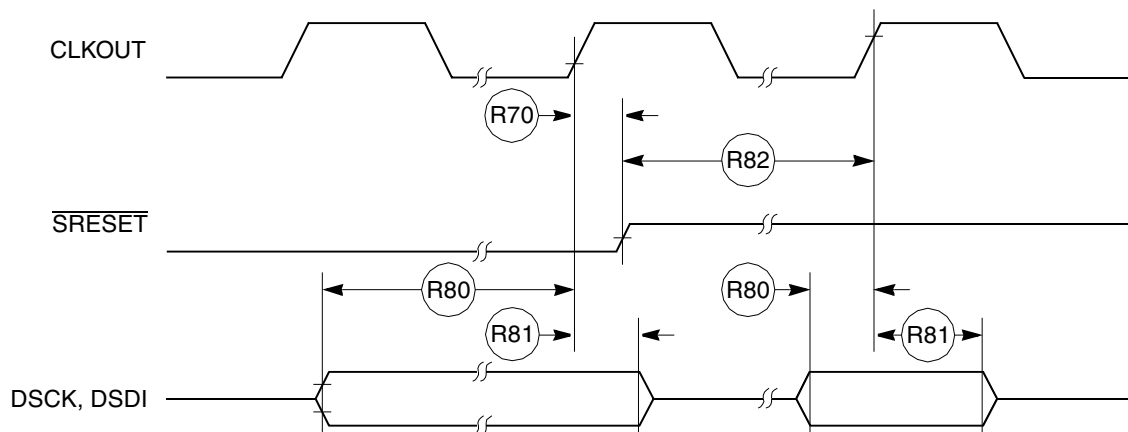 CLKOUT
R70
R82
SRESET
R80
R80
R81
R81
DSCK, DSDI